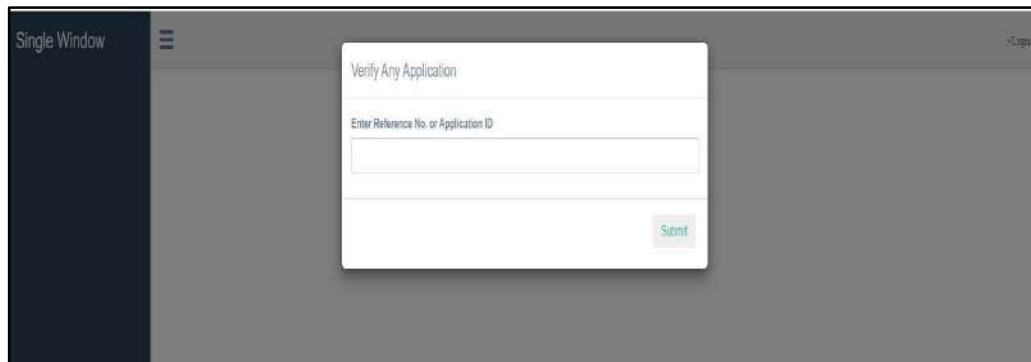 Single Window
Verify Any Application
Enter Reference No. or Application ID
Submit